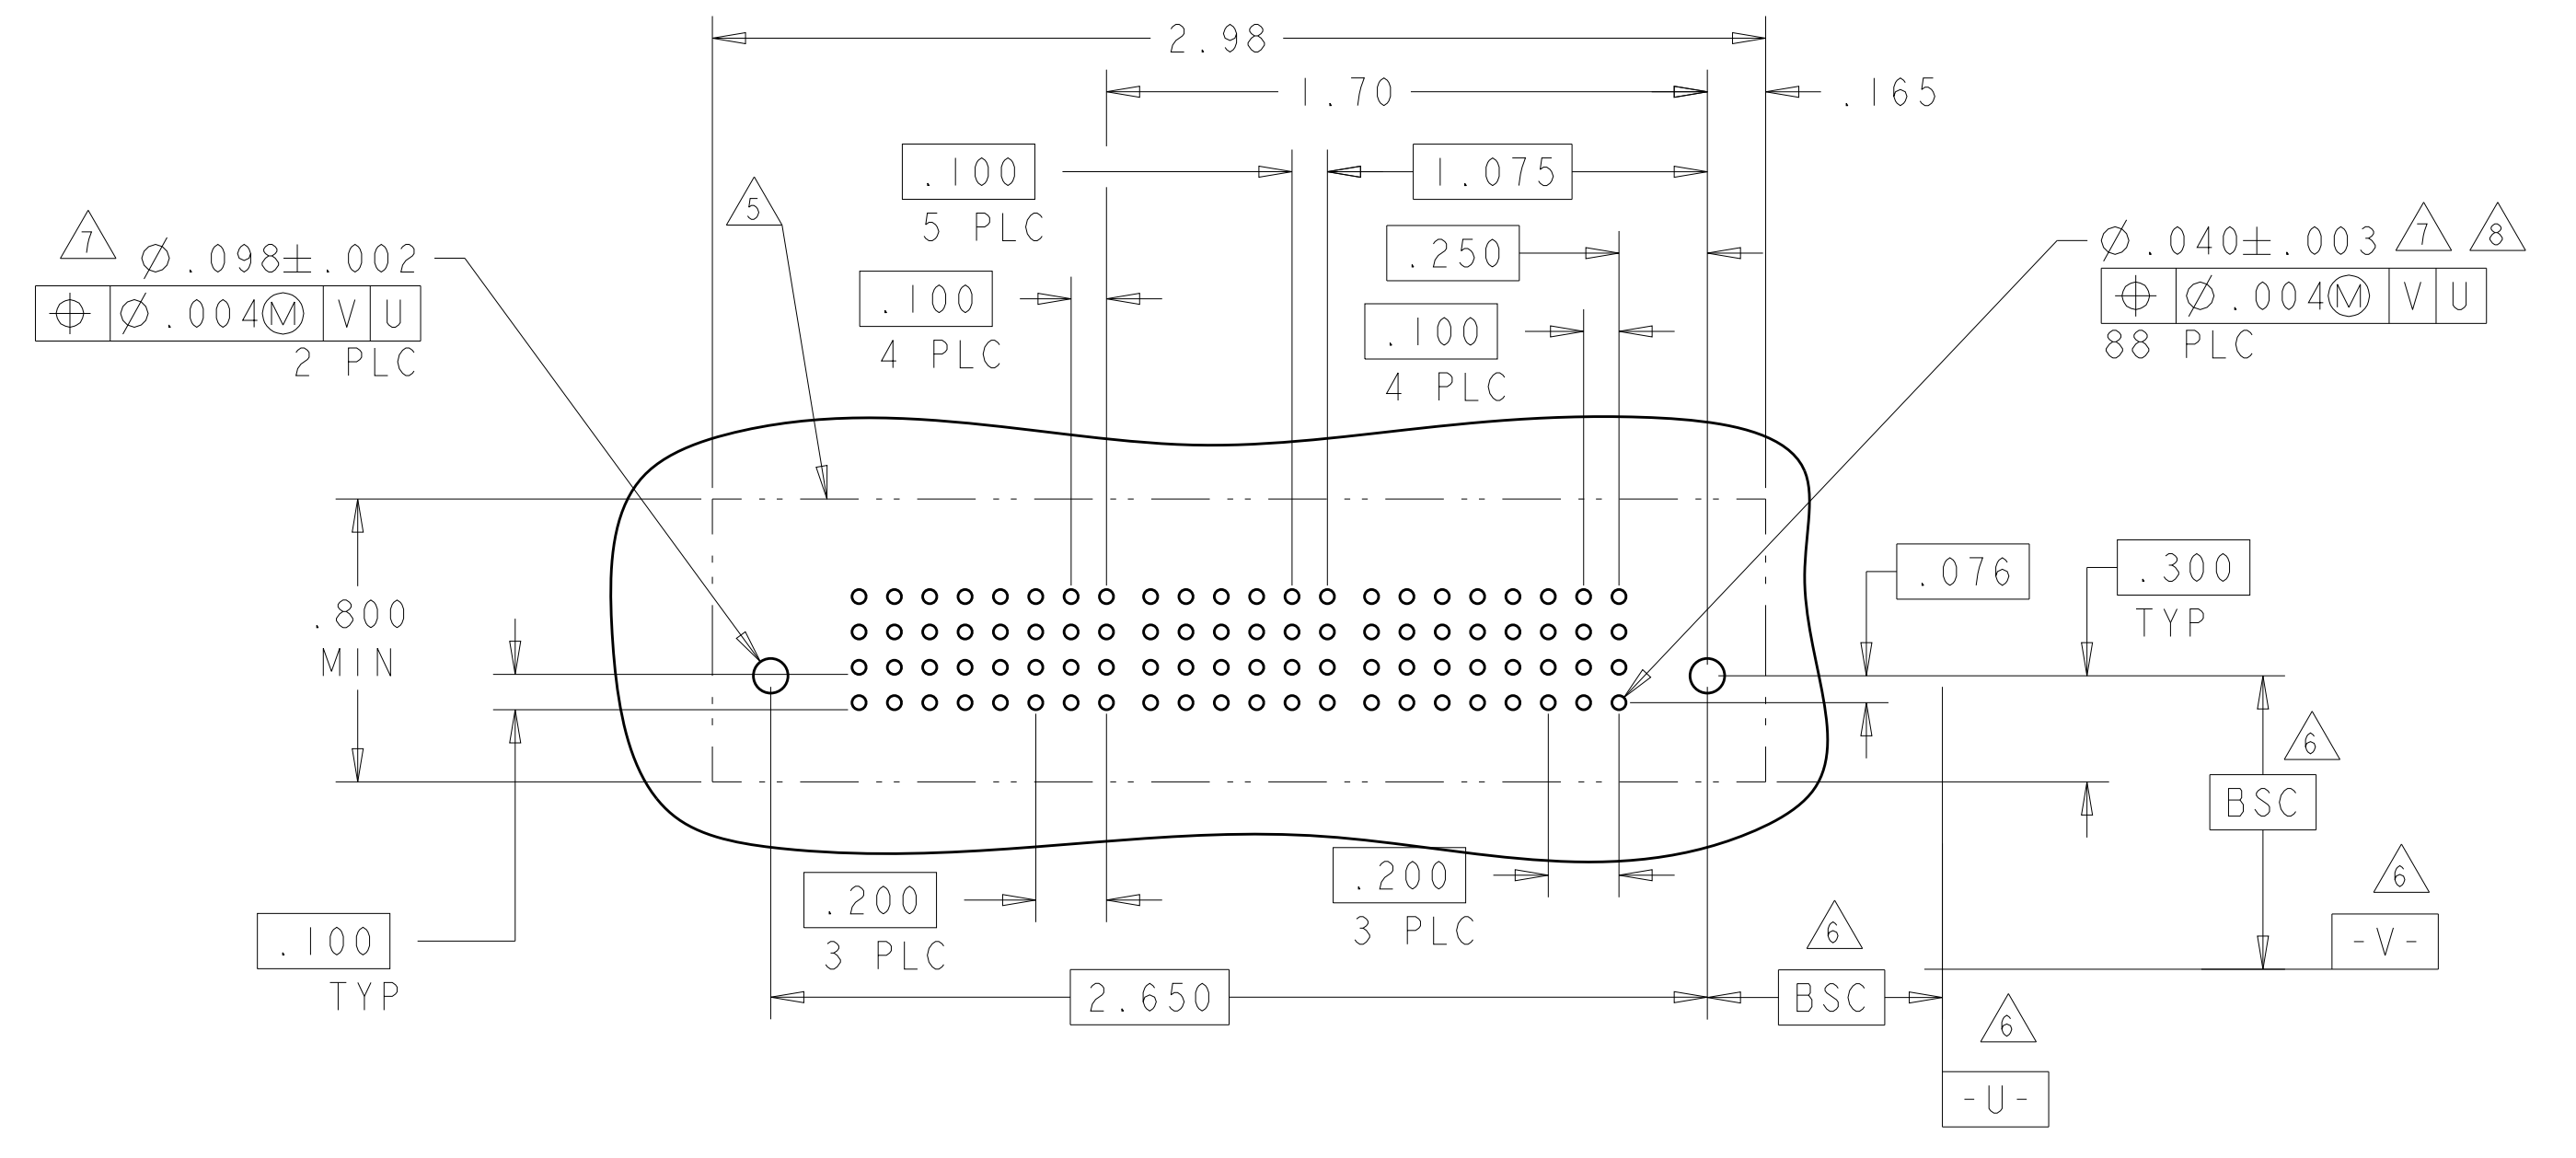 2.98
1.70
.165
.100
5 PLC
1.075
5
.250
7
Ø.098±.002
⌖ Ø.004Ⓜ V U
2 PLC
.100
4 PLC
.100
4 PLC
Ø.040±.003
7
8
⌖ Ø.004Ⓜ V U
88 PLC
.800
MIN
.076
.300
TYP
6
BSC
.200
3 PLC
.200
3 PLC
6
6
-V-
.100
TYP
2.650
BSC
6
-U-